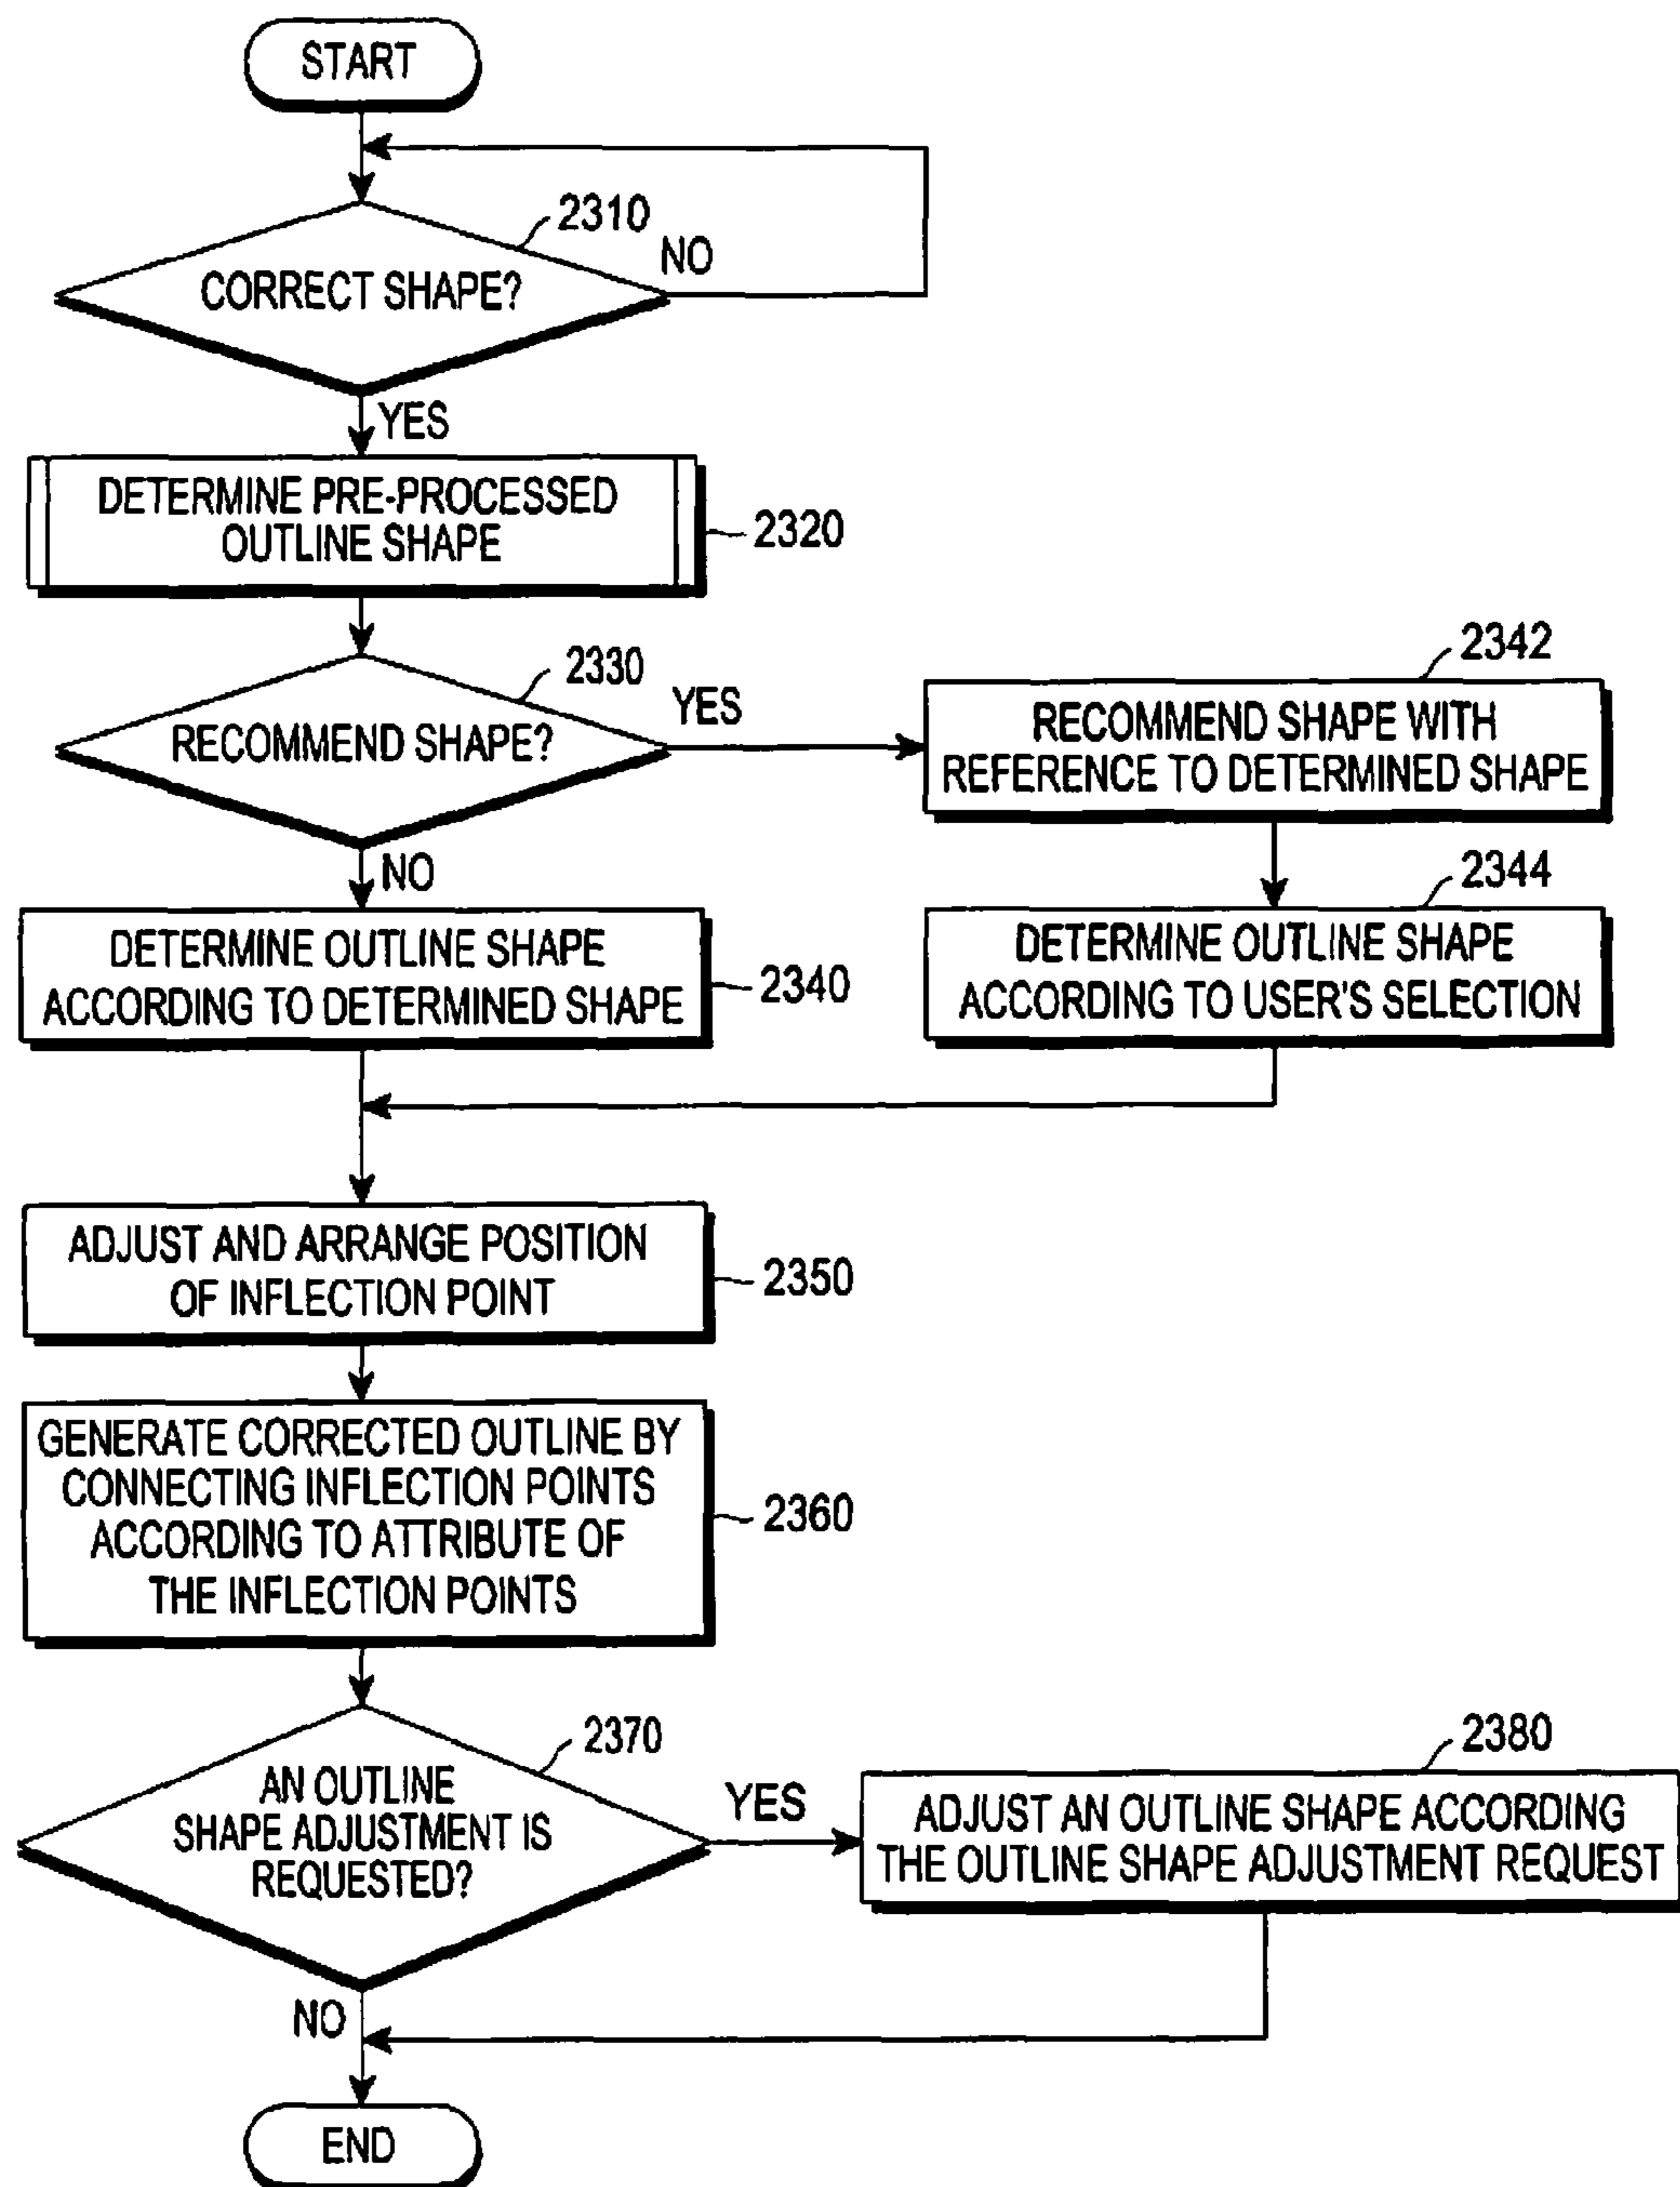 START
2310
NO
CORRECT SHAPE?
YES
DETERMINE PRE-PROCESSED
OUTLINE SHAPE
2320
2330
YES
RECOMMEND SHAPE?
NO
2342
RECOMMEND SHAPE WITH
REFERENCE TO DETERMINED SHAPE
2344
DETERMINE OUTLINE SHAPE
ACCORDING TO USER'S SELECTION
DETERMINE OUTLINE SHAPE
ACCORDING TO DETERMINED SHAPE
2340
ADJUST AND ARRANGE POSITION
OF INFLECTION POINT
2350
GENERATE CORRECTED OUTLINE BY
CONNECTING INFLECTION POINTS
ACCORDING TO ATTRIBUTE OF
THE INFLECTION POINTS
2360
2370
AN OUTLINE
SHAPE ADJUSTMENT IS
REQUESTED?
YES
2380
ADJUST AN OUTLINE SHAPE ACCORDING
THE OUTLINE SHAPE ADJUSTMENT REQUEST
NO
END